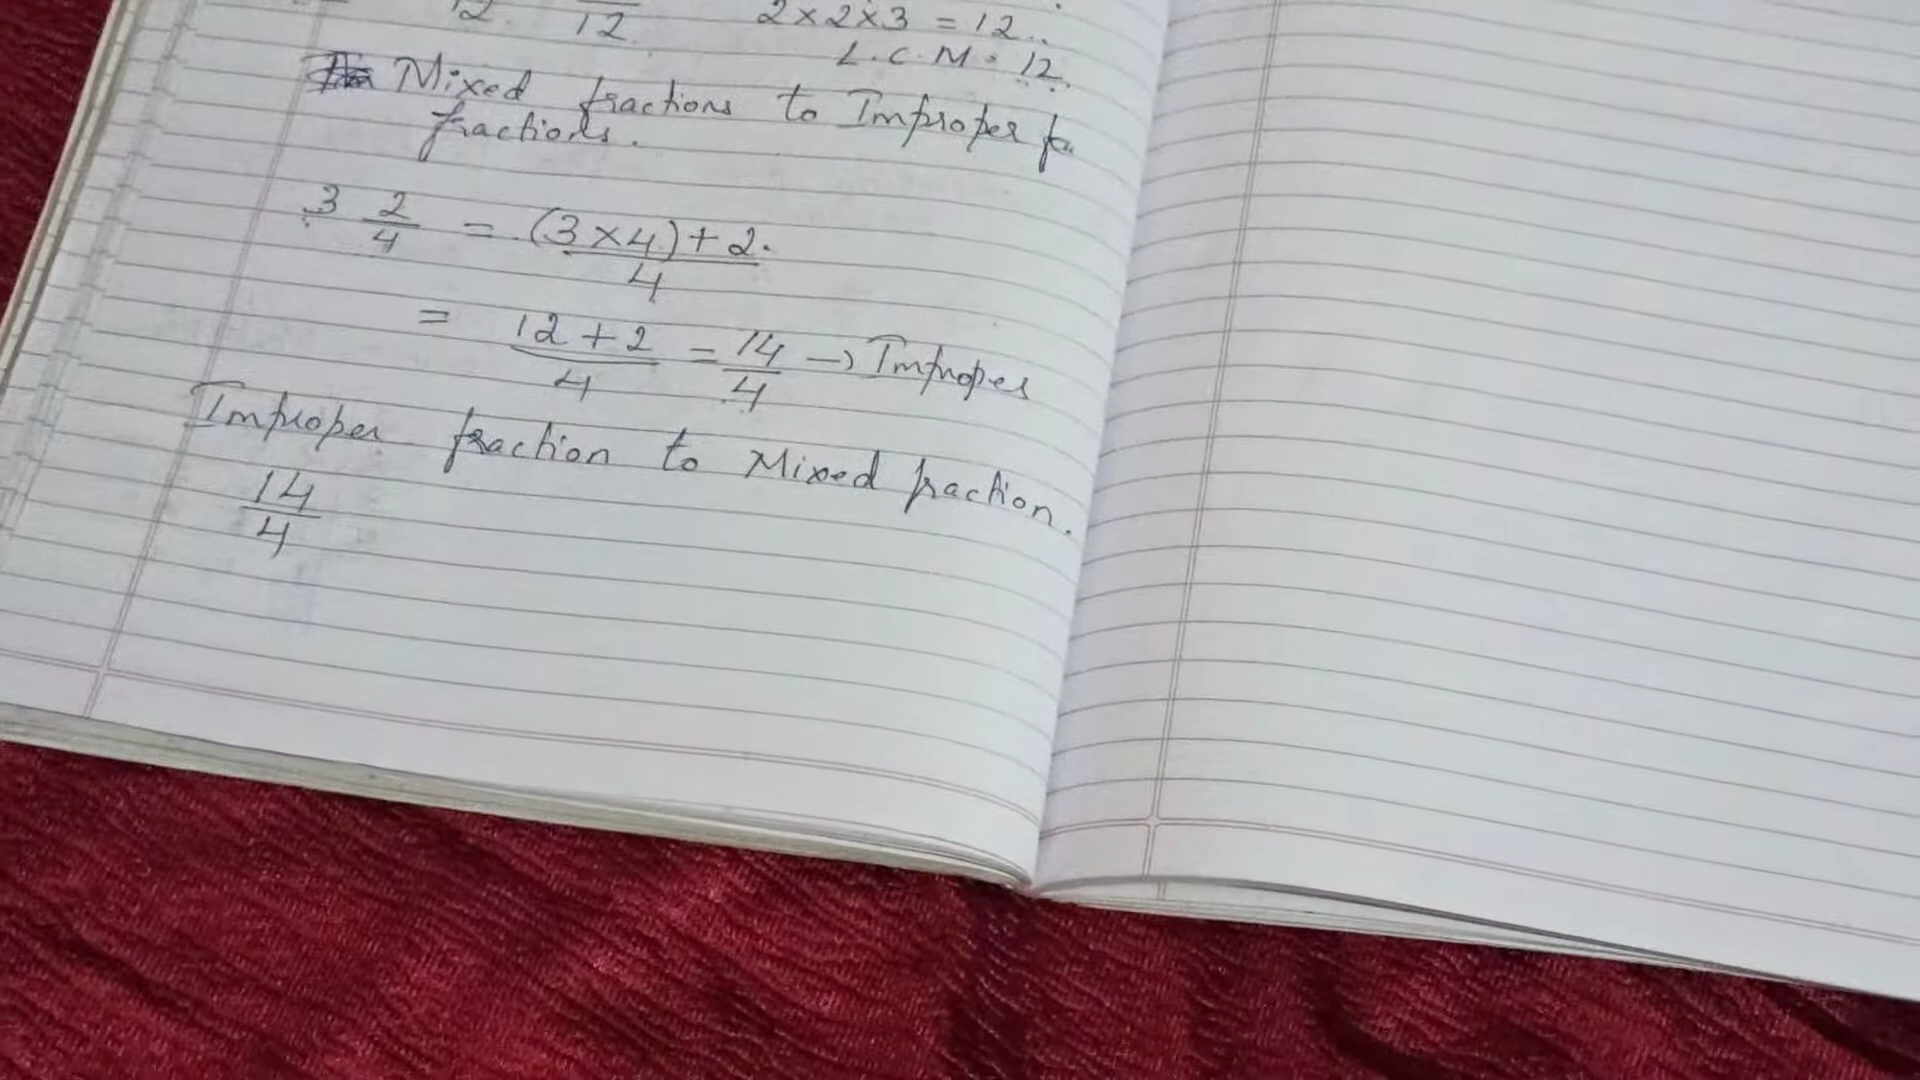 12 12 2×2×3 = 12..
L.C.M = 12.
Mixed fractions to Improper
fractions.
3 2/4 = (3×4)+2/4
= 12+2/4 = 14/4 → Improper
Improper fraction to Mixed fraction.
14/4